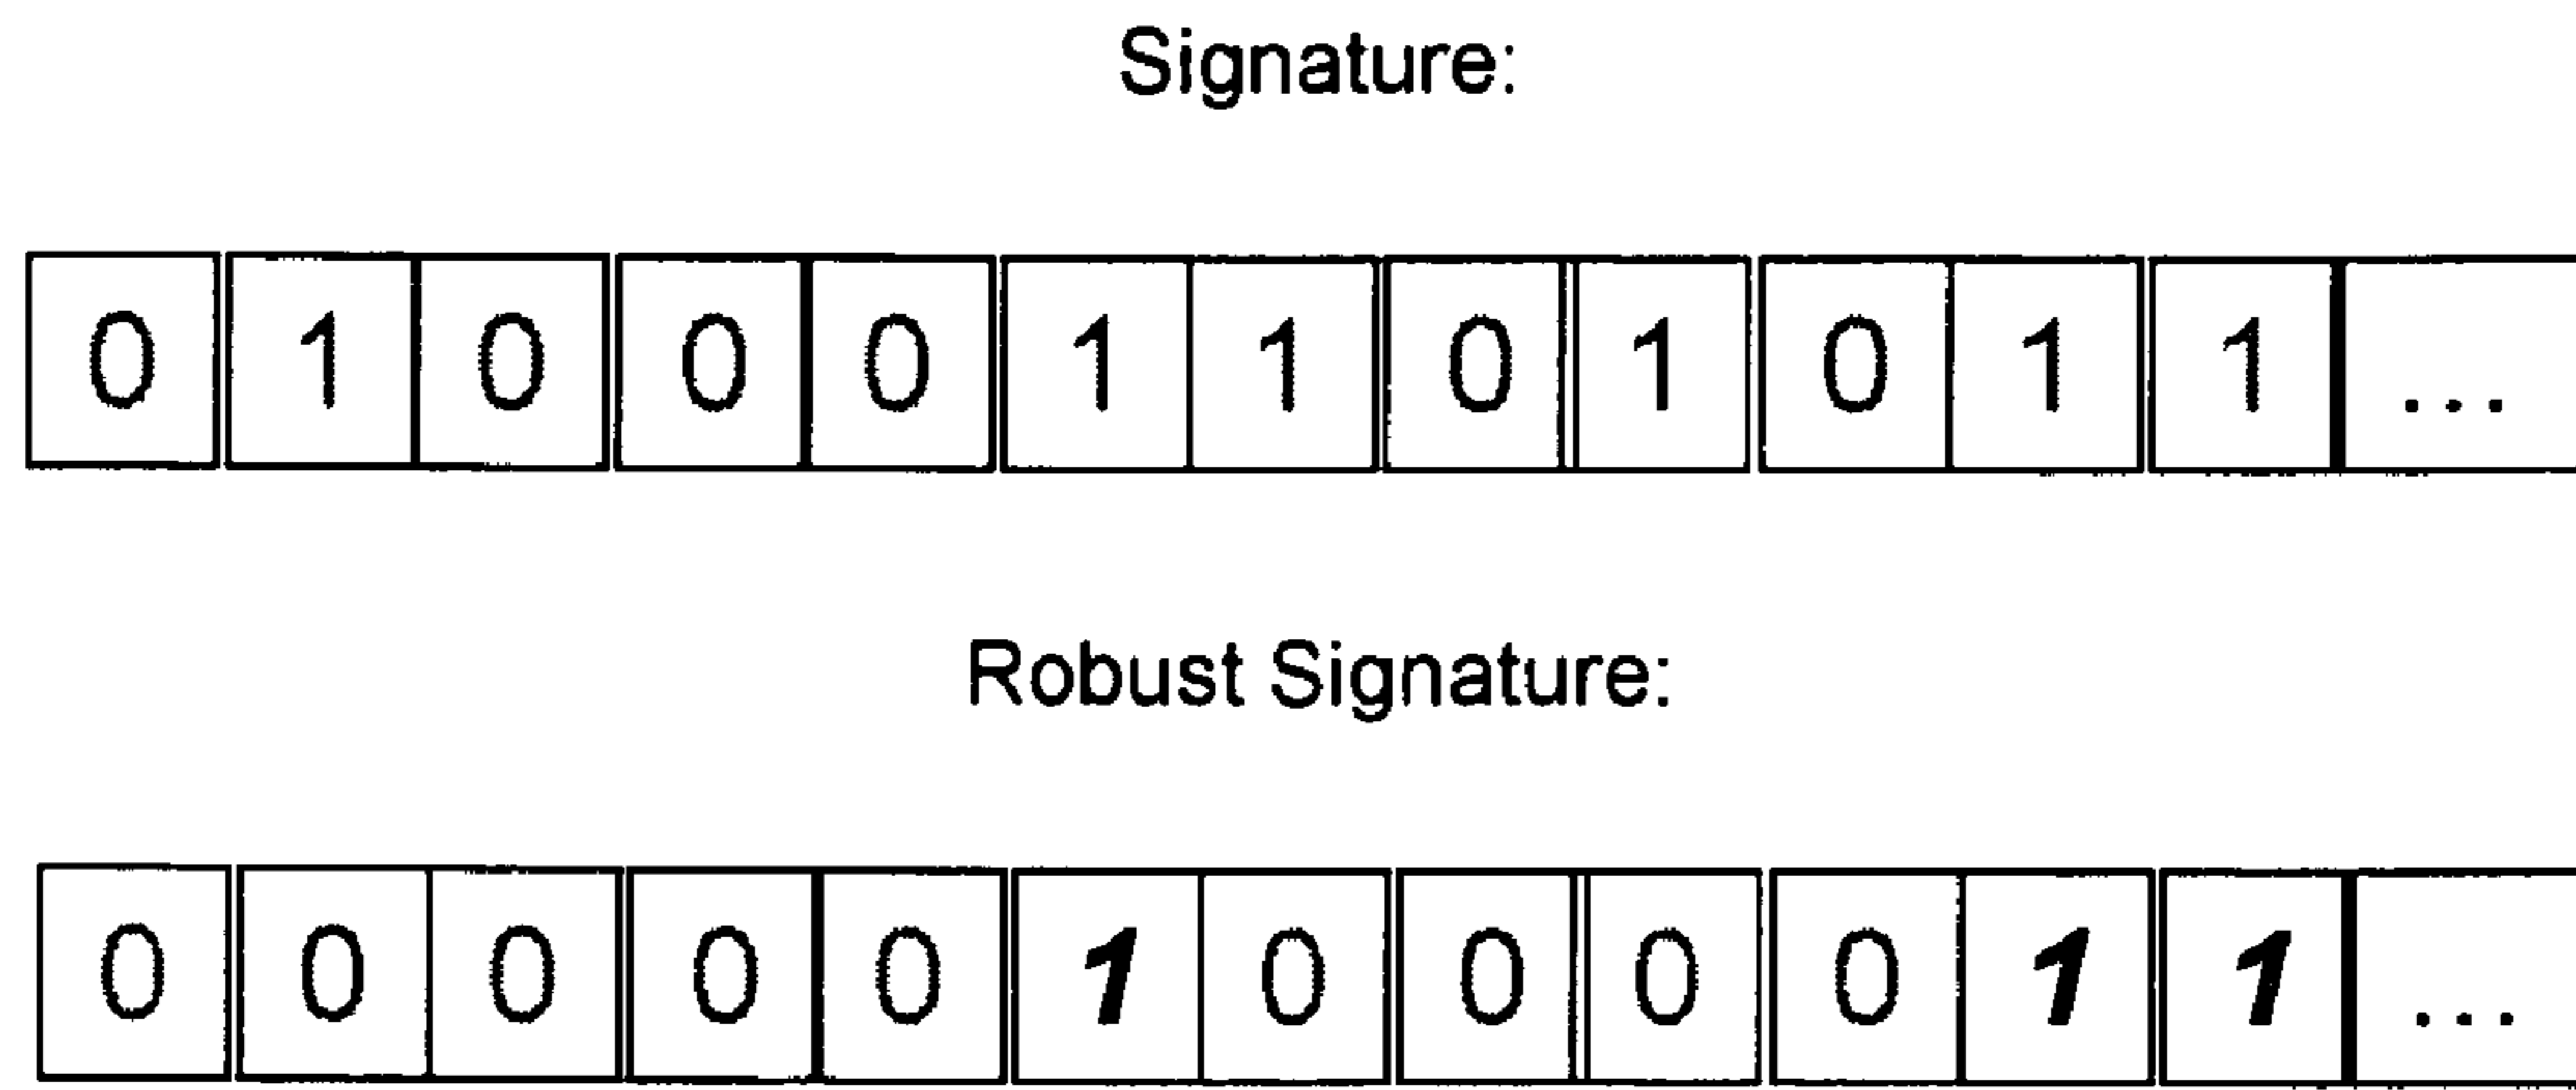 Signature:
0 1 0 0 0 1 1 0 1 0 1 1 ...
Robust Signature:
0 0 0 0 0 1 0 0 0 0 1 1 ...